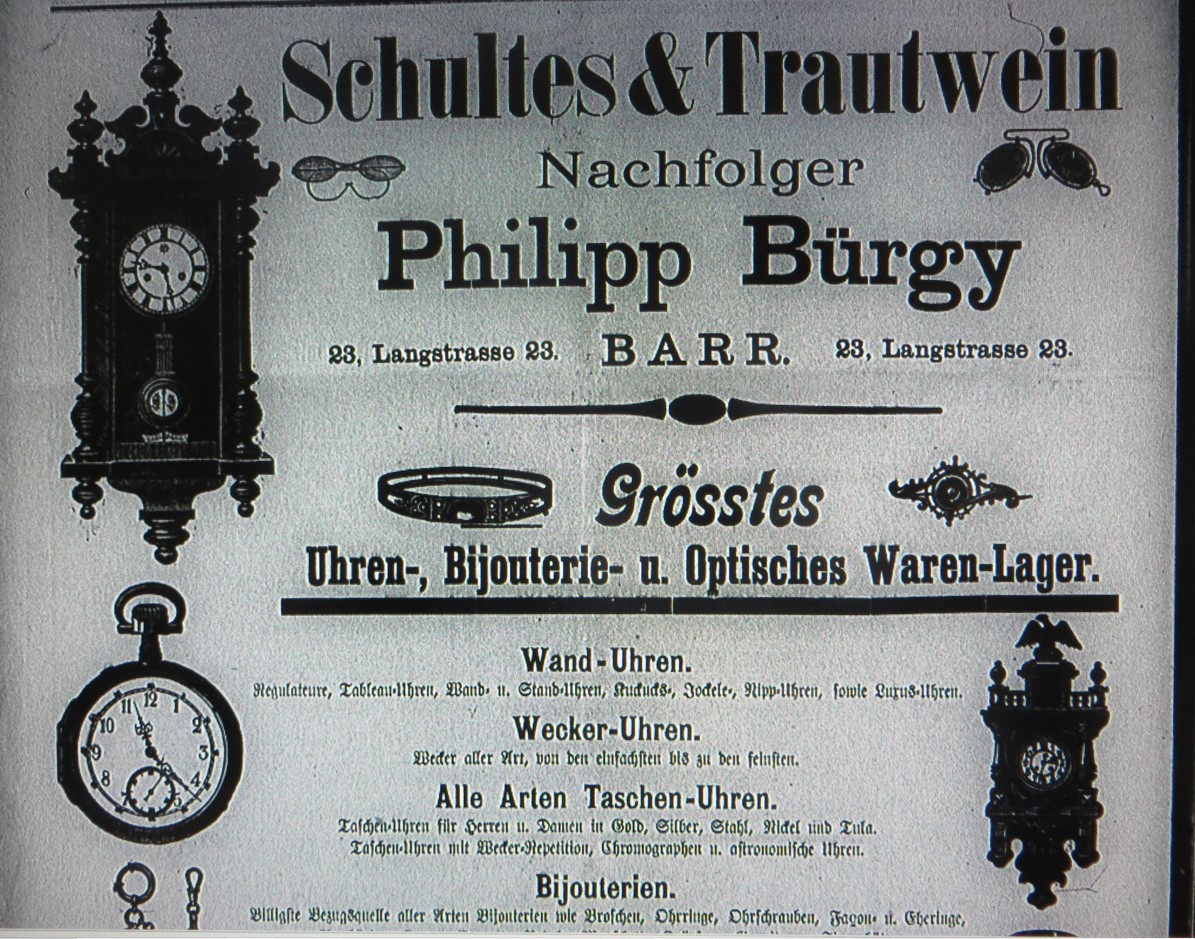 Schultes & Trautwein
Nachfolger
Philipp Bürgy
23, Langstrasse 23. BARR. 23, Langstrasse 23.
Grösstes
Uhren-, Bijouterie- u. Optisches Waren-Lager.
Wand-Uhren.
Regulateure, Tableau-Uhren, Wand- u. Stand-Uhren, Kuckucks-, Jockele-, Nipp-Uhren, sowie Luxus-Uhren.
Wecker-Uhren.
Wecker aller Art, von den einfachsten bis zu den feinsten.
Alle Arten Taschen-Uhren.
Taschen-Uhren für Herren u. Damen in Gold, Silber, Stahl, Nickel und Tula.
Taschen-Uhren mit Wecker-Repetition, Chromographen u. astronomische Uhren.
Bijouterien.
Billigste Bezugsquelle aller Arten Bijouterien wie Broschen, Ohrringe, Ohrschrauben, Façon- u. Eheringe,